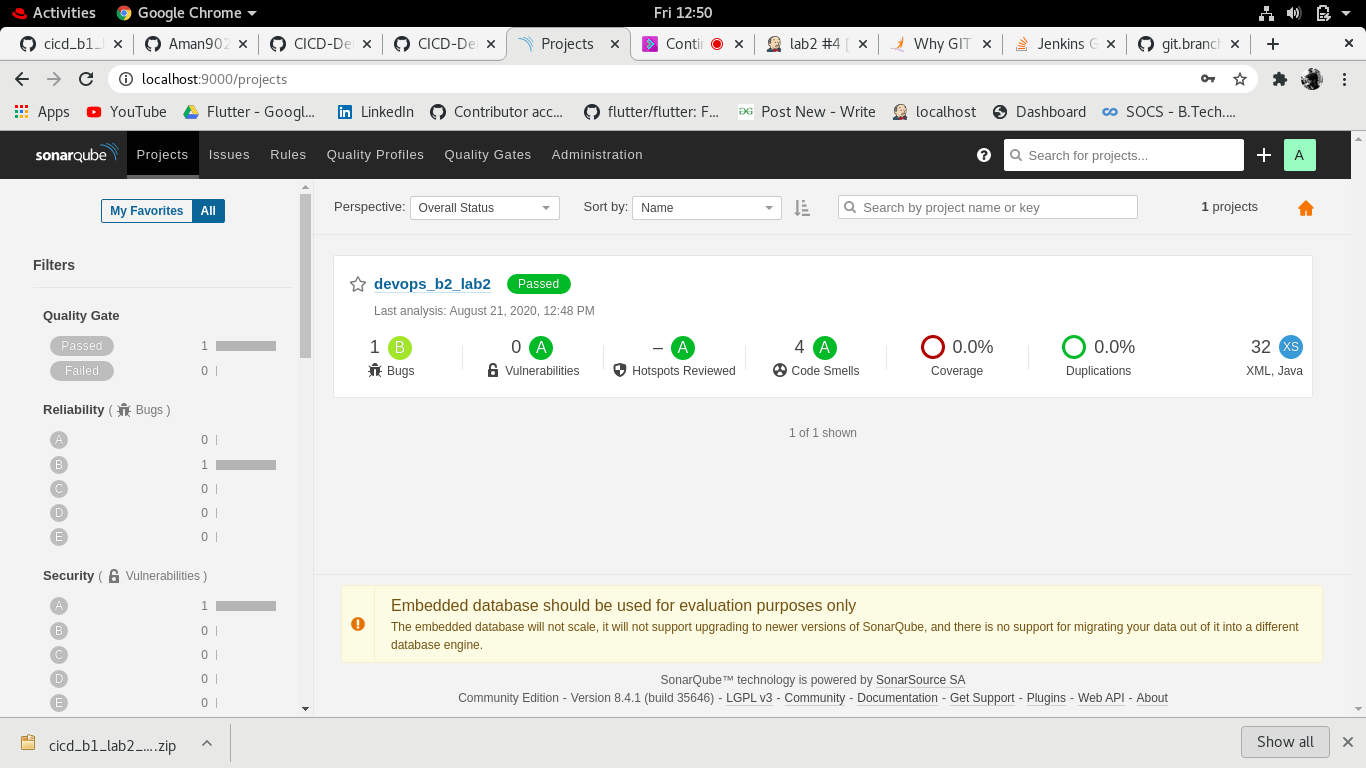 Activities Google Chrome Fri 12:50
cicd_b1_ Aman902 CICD-De CICD-De Projects Conti lab2 #4 [ Why GIT Jenkins G git.branch
localhost:9000/projects
Apps YouTube Flutter - Googl... LinkedIn Contributor acc... flutter/flutter: F... Post New - Write localhost Dashboard SOCS - B.Tech....
sonarqube Projects Issues Rules Quality Profiles Quality Gates Administration Search for projects... A
My Favorites All
Perspective: Overall Status Sort by: Name Search by project name or key 1 projects
Filters
Quality Gate
Passed 1
Failed 0
Reliability ( Bugs )
A 0
B 1
C 0
D 0
E 0
Security ( Vulnerabilities )
A 1
B 0
C 0
D 0
E 0
devops_b2_lab2 Passed
Last analysis: August 21, 2020, 12:48 PM
1 B 0 A – A 4 A 0.0% 0.0% 32 XS
Bugs Vulnerabilities Hotspots Reviewed Code Smells Coverage Duplications XML, Java
1 of 1 shown
Embedded database should be used for evaluation purposes only
The embedded database will not scale, it will not support upgrading to newer versions of SonarQube, and there is no support for migrating your data out of it into a different
database engine.
SonarQube™ technology is powered by SonarSource SA
Community Edition - Version 8.4.1 (build 35646) - LGPL v3 - Community - Documentation - Get Support - Plugins - Web API - About
cicd_b1_lab2_....zip Show all